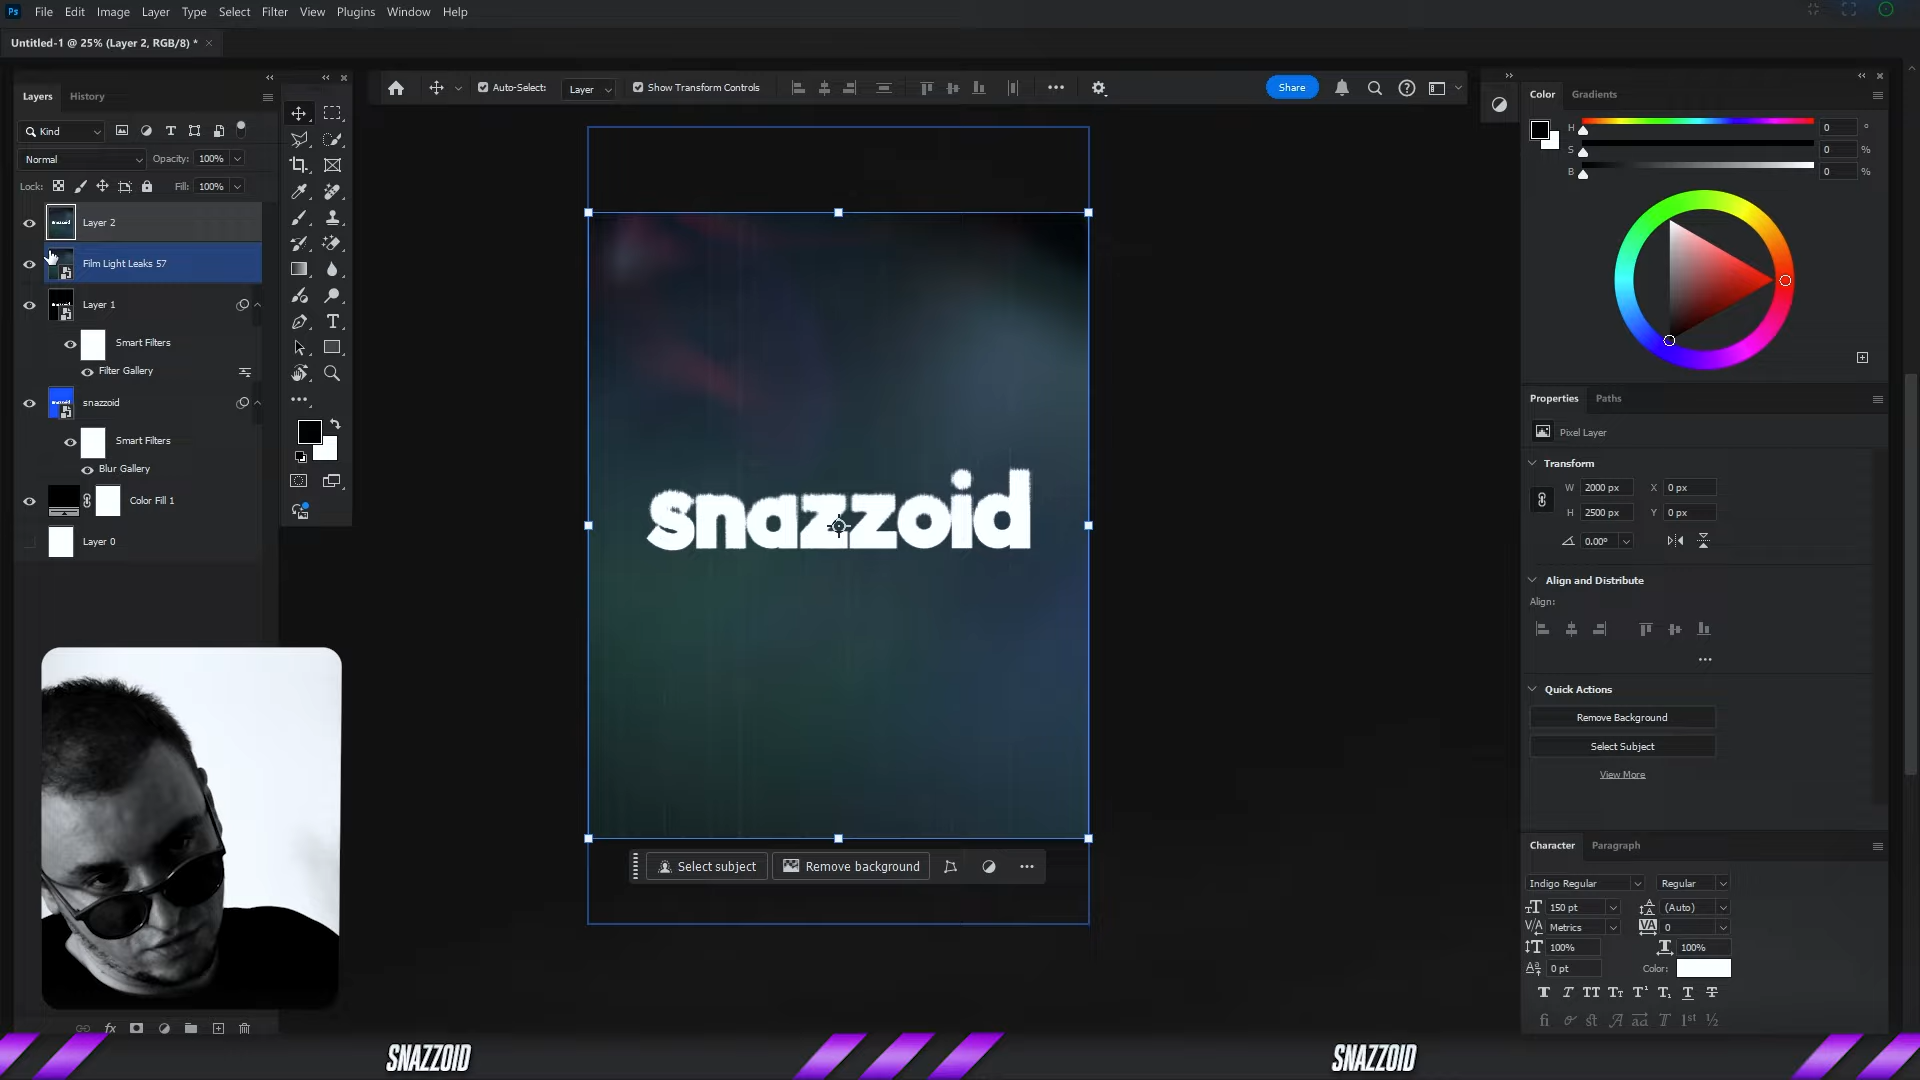 Ps File Edit Image Layer Type Select Filter View Plugins Window Help
Untitled-1 @ 25% (Layer 2, RGB/8) *
Layers History
Auto-Select: Layer Show Transform Controls
Share
Kind
Normal Opacity: 100%
Lock: Fill: 100%
Layer 2
Film Light Leaks 57
Layer 1
Smart Filters
Filter Gallery
snazzoid
Smart Filters
Blur Gallery
Color Fill 1
Layer 0
snazzoid
Select subject Remove background
Color Gradients
H 0 °
S 0 %
B 0 %
Properties Paths
Pixel Layer
Transform
W 2000 px X 0 px
H 2500 px Y 0 px
0.00°
Align and Distribute
Align:
Quick Actions
Remove Background
Select Subject
View More
Character Paragraph
Indigo Regular Regular
150 pt (Auto)
Metrics 0
100% 100%
0 pt Color:
SNAZZOID SNAZZOID